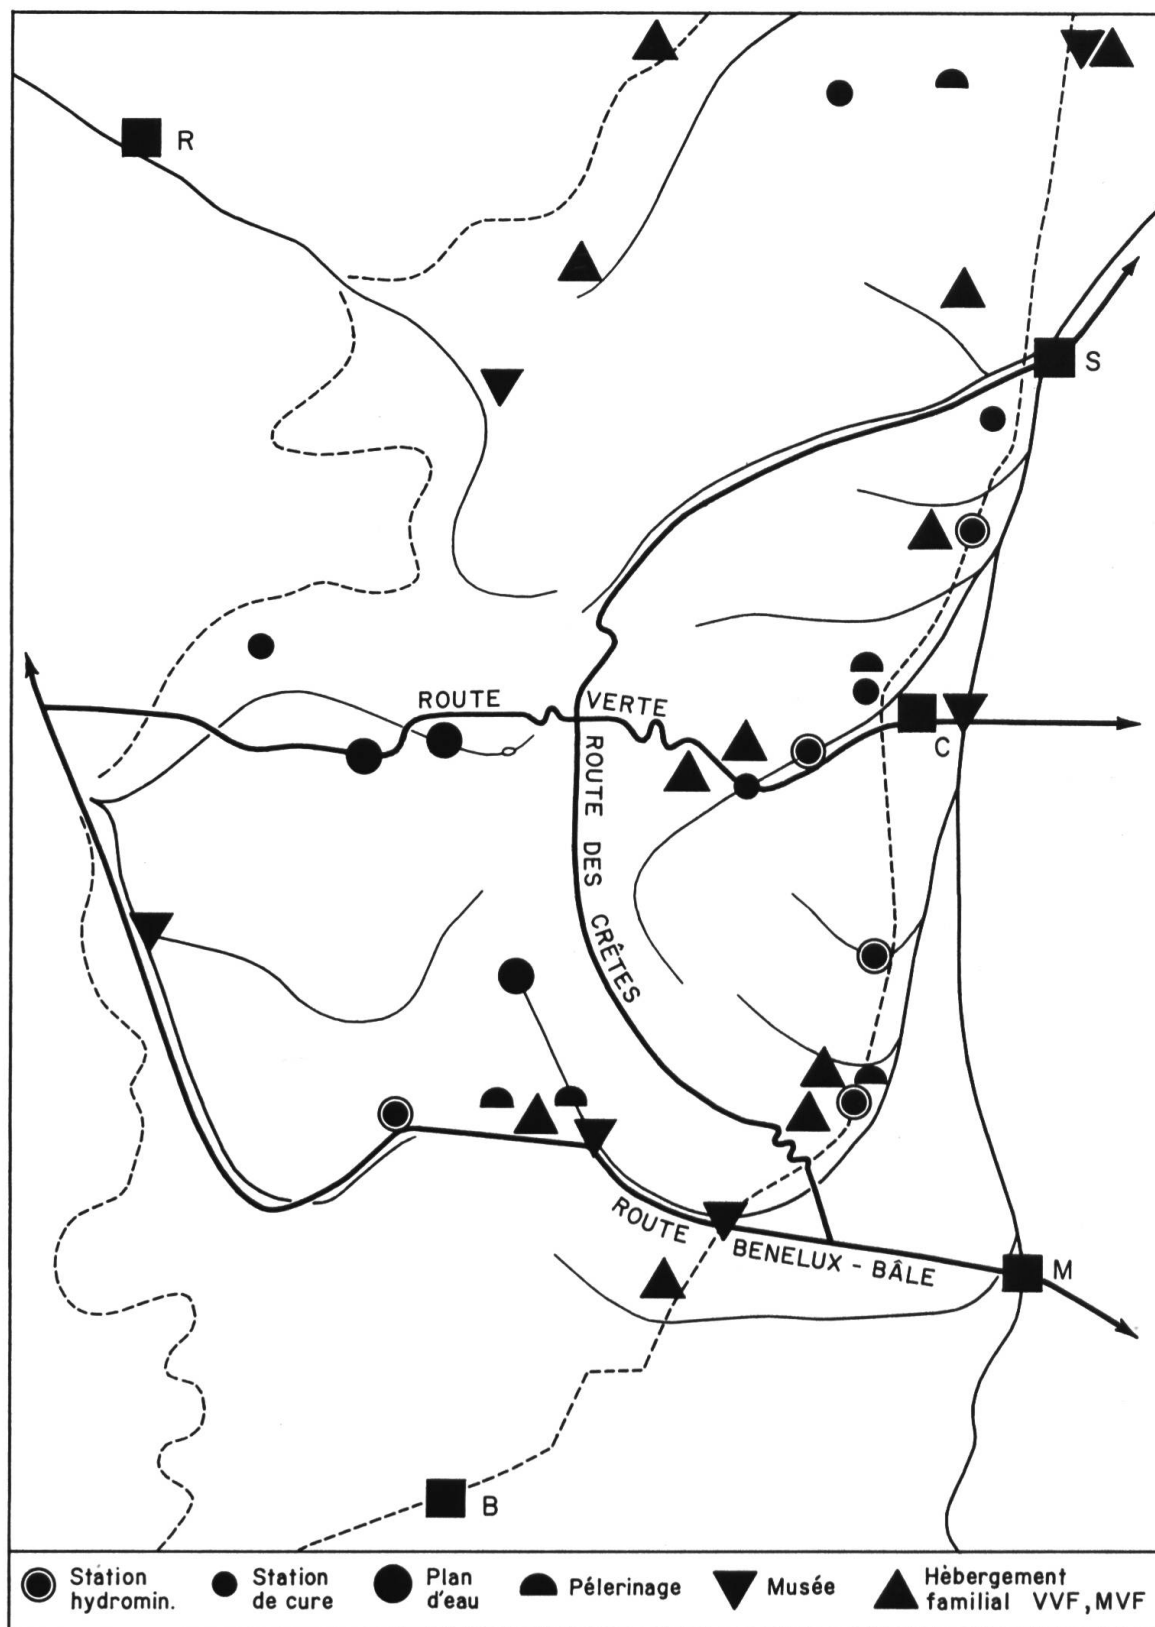 R
S
ROUTE VERTE
C
ROUTE DES CRÊTES
ROUTE BENELUX - BÂLE
M
B
Státion
hydromin.
Station
de cure
Plan
d'eau
Pélerinage
Musée
Hèbergement
familial VVF, MVF